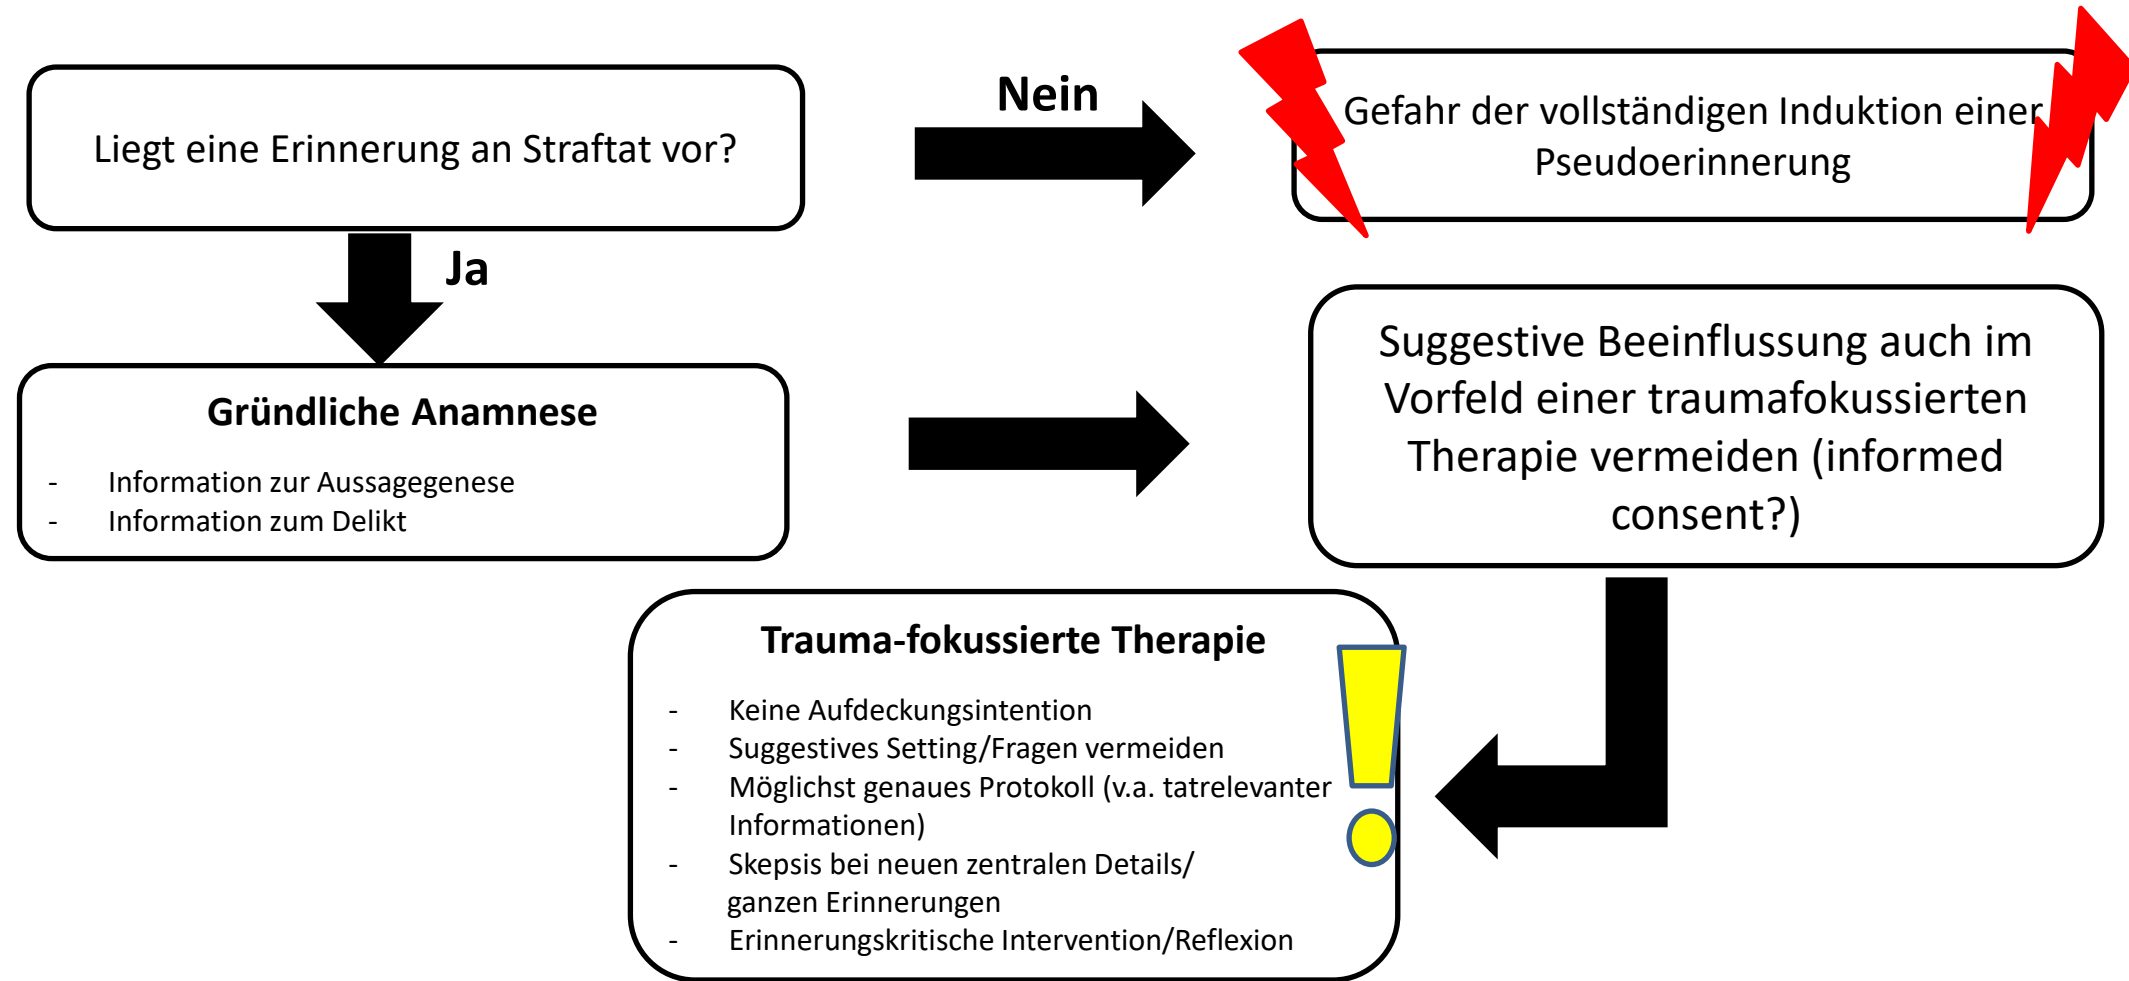 Liegt eine Erinnerung an Straftat vor?
Nein
Gefahr der vollständigen Induktion einer
Pseudoerinnerung
Ja
Gründliche Anamnese
- Information zur Aussagegenese
- Information zum Delikt
Suggestive Beeinflussung auch im
Vorfeld einer traumafokussierten
Therapie vermeiden (informed
consent?)
Trauma-fokussierte Therapie
- Keine Aufdeckungsintention
- Suggestives Setting/Fragen vermeiden
- Möglichst genaues Protokoll (v.a. tatrelevanter
Informationen)
- Skepsis bei neuen zentralen Details/
ganzen Erinnerungen
- Erinnerungskritische Intervention/Reflexion